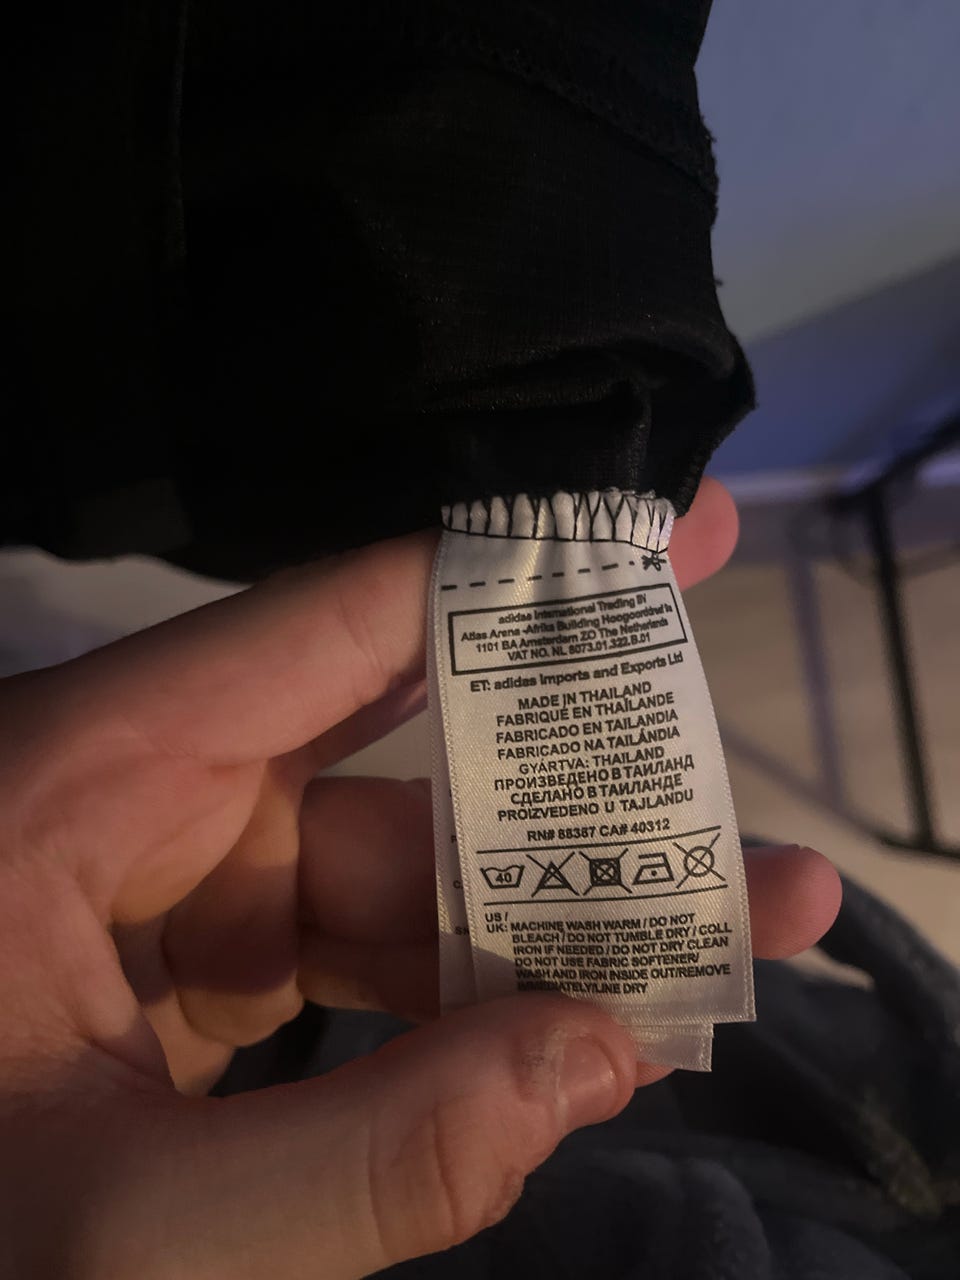 adidas International Trading BV
Atlas Arena -Afrika Building Hoogoorddreef 9a
1101 BA Amsterdam ZO The Netherlands
VAT NO. NL 8073.01.322.B.01
ET: adidas Imports and Exports Ltd
MADE IN THAILAND
FABRIQUÉ EN THAÏLANDE
FABRICADO EN TAILANDIA
FABRICADO NA TAILÂNDIA
GYÁRTVA: THAILAND
ПРОИЗВЕДЕНО В ТАИЛАНД
СДЕЛАНО В ТАИЛАНДЕ
PROIZVEDENO U TAJLANDU
RN# 88387 CA# 40312
40
US /
UK: MACHINE WASH WARM / DO NOT
BLEACH / DO NOT TUMBLE DRY / COLL
IRON IF NEEDED / DO NOT DRY CLEAN
DO NOT USE FABRIC SOFTENER/
WASH AND IRON INSIDE OUT/REMOVE
IMMEDIATELY/LINE DRY